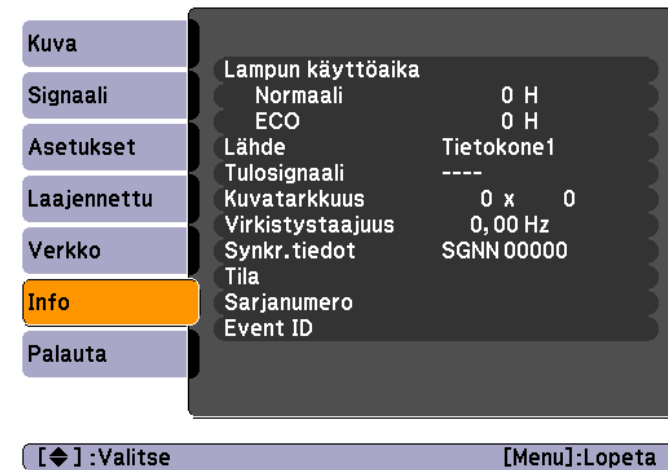 Kuva
Signaali
Asetukset
Laajennettu
Verkko
Info
Palauta
Lampun käyttöaika
Normaali 0 H
ECO 0 H
Lähde Tietokone1
Tulosignaali ----
Kuvatarkkuus 0 x 0
Virkistystaajuus 0,00 Hz
Synkr.tiedot SGNN 00000
Tila
Sarjanumero
Event ID
[◆] :Valitse [Menu]:Lopeta